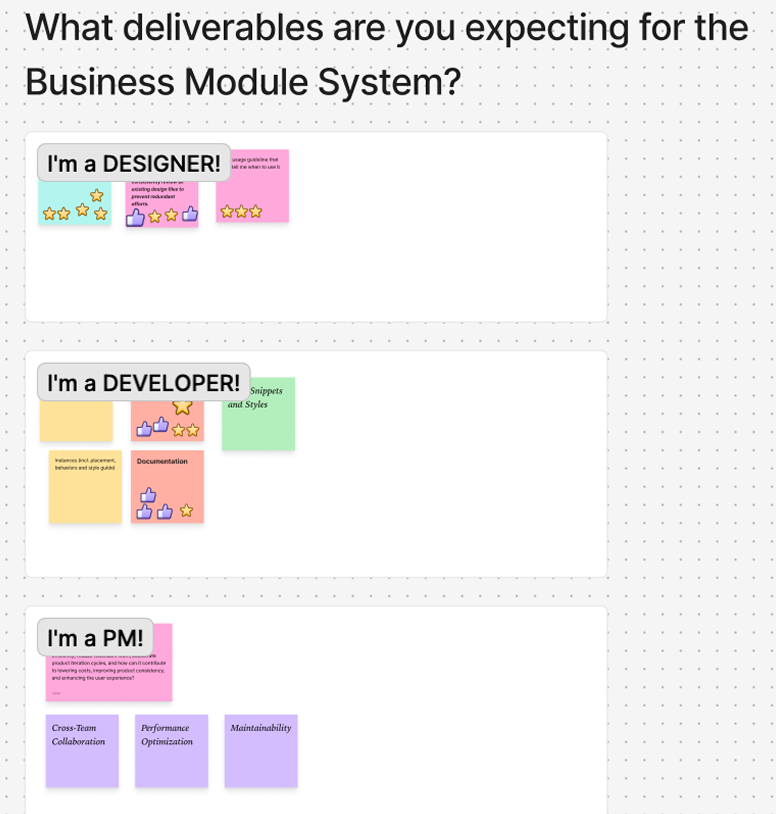 What deliverables are you expecting for the
Business Module System?
I'm a DESIGNER!
usage guideline that
tell me when to use it
existing design files to
prevent redundant
efforts.
I'm a DEVELOPER!
Snippets
and Styles
Instances (incl. placement,
behaviors and style guide)
Documentation
I'm a PM!
product iteration cycles, and how can it contribute
to lowering costs, improving product consistency,
and enhancing the user experience?
Cross-Team
Collaboration
Performance
Optimization
Maintainability